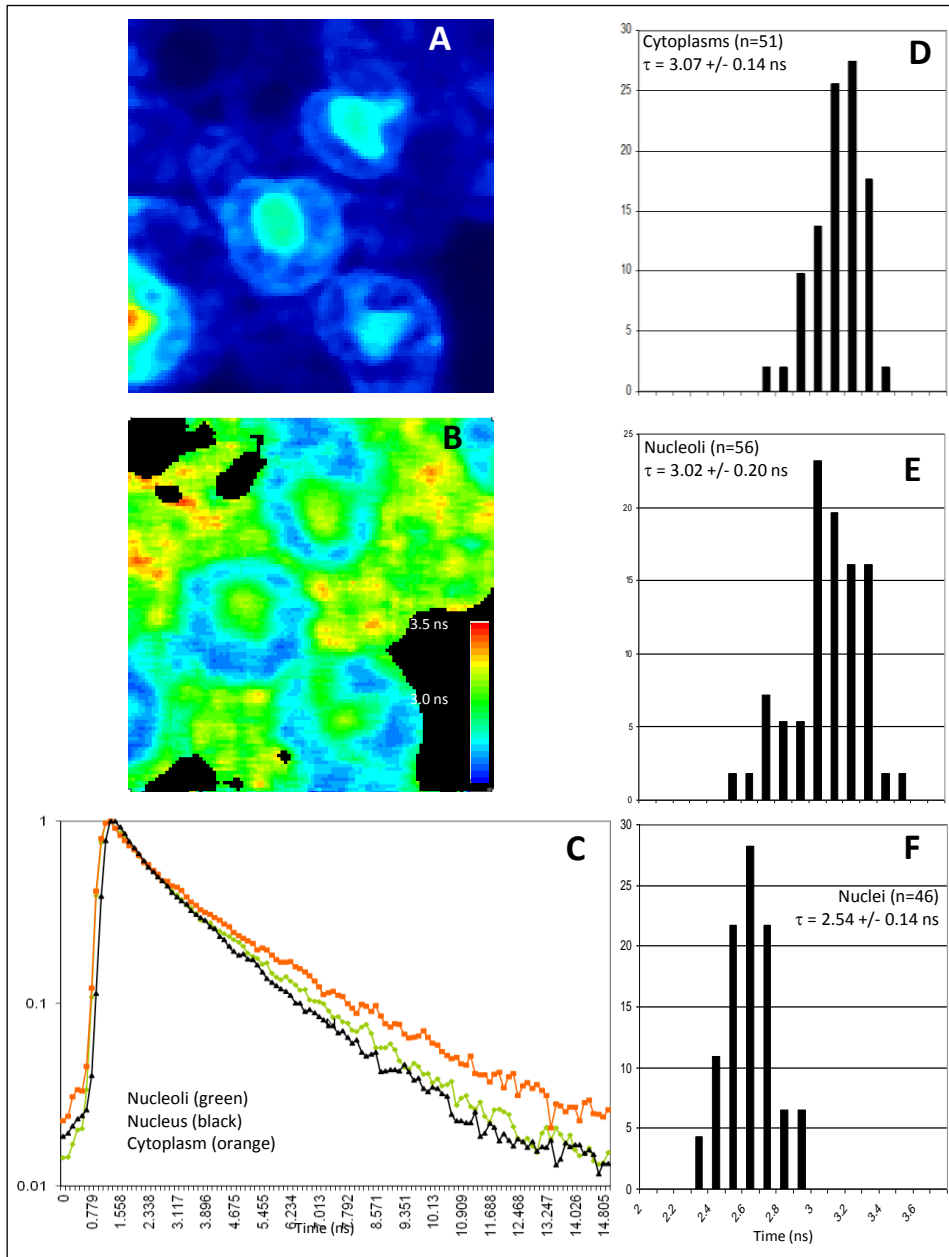 A
B
3.5 ns
3.0 ns
C
1
0.1
0.01
Nucleoli (green)
Nucleus (black)
Cytoplasm (orange)
0
0.779
1.558
2.338
3.117
3.896
4.675
5.455
6.234
7.013
7.792
8.571
9.351
10.13
10.909
11.688
12.468
13.247
14.026
14.805
Time (ns)
D
Cytoplasms (n=51)
τ = 3.07 +/- 0.14 ns
30
25
20
15
10
5
0
E
Nucleoli (n=56)
τ = 3.02 +/- 0.20 ns
25
20
15
10
5
0
F
Nuclei (n=46)
τ = 2.54 +/- 0.14 ns
30
25
20
15
10
5
0
2
2.2
2.4
2.6
2.8
3
3.2
3.4
3.6
Time (ns)